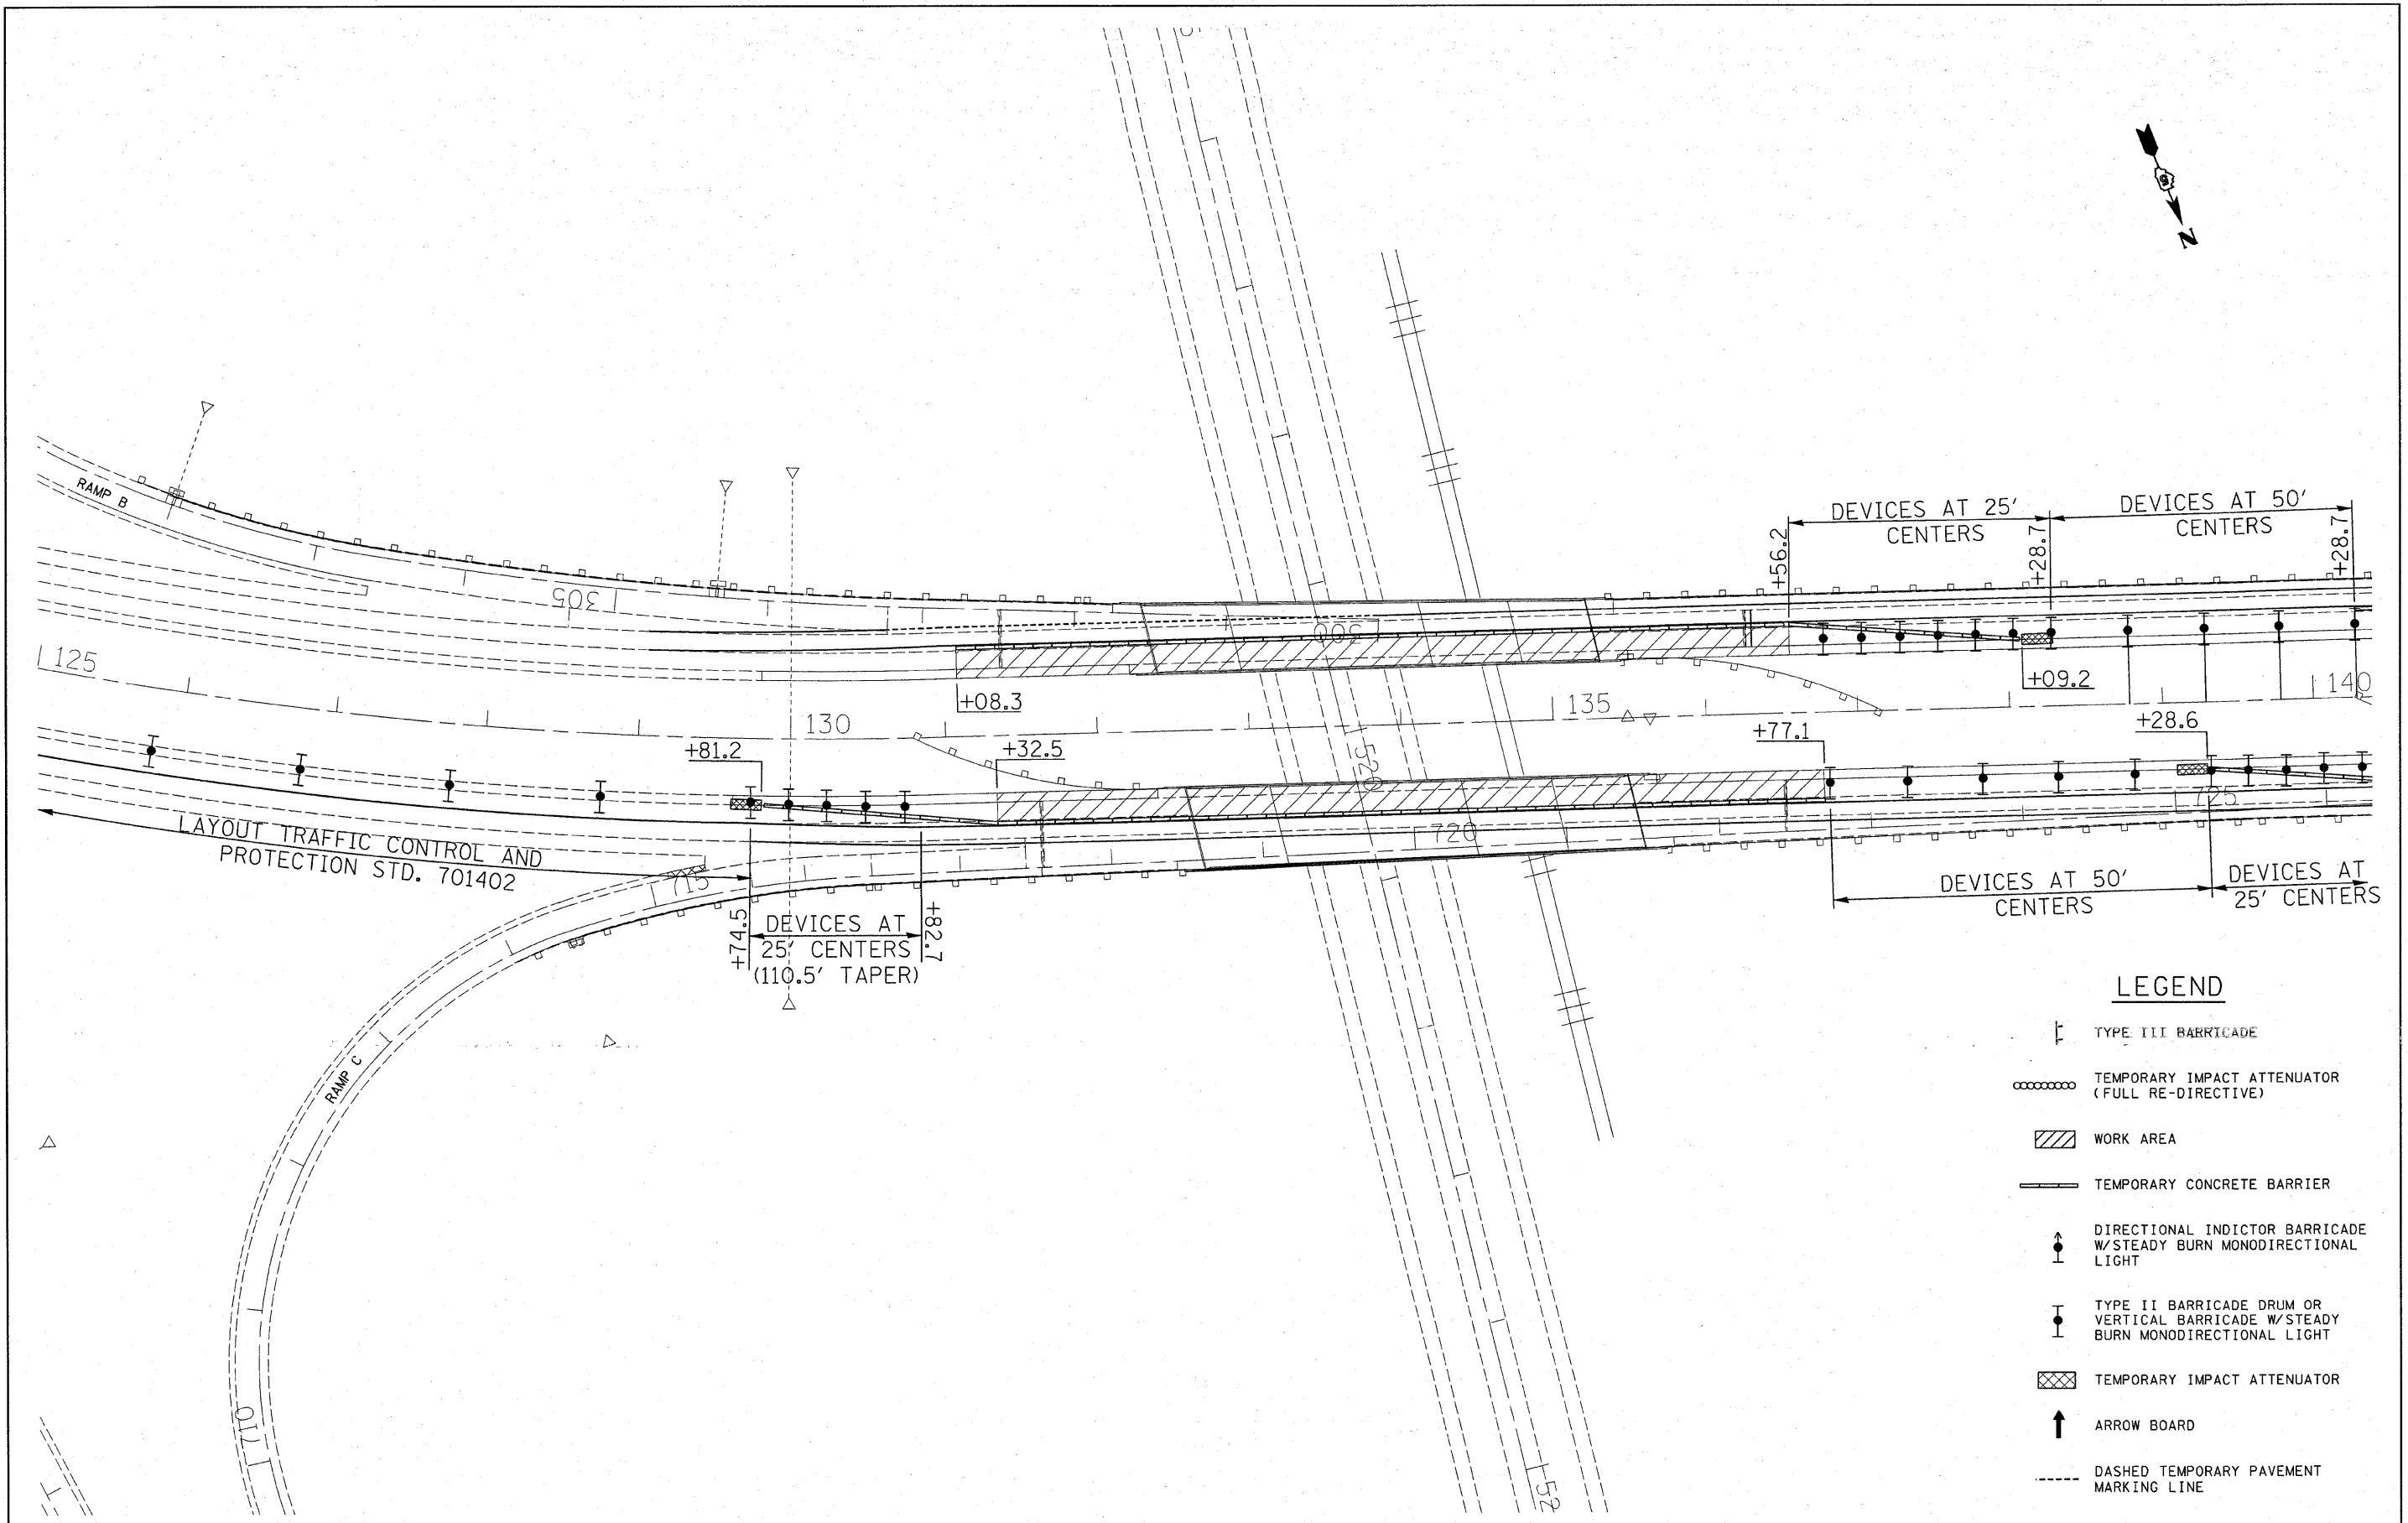 N
RAMP B
305
500
125
130
135
140
DEVICES AT 25'
CENTERS
DEVICES AT 50'
CENTERS
+56.2
+28.7
+28.7
+09.2
+08.3
+81.2
+32.5
+77.1
+28.6
520
LAYOUT TRAFFIC CONTROL AND
PROTECTION STD. 701402
715
720
725
+74.5
DEVICES AT
25' CENTERS
(110.5' TAPER)
+82.7
DEVICES AT 50'
CENTERS
DEVICES AT
25' CENTERS
RAMP C
710
52
LEGEND
TYPE III BARRICADE
TEMPORARY IMPACT ATTENUATOR
(FULL RE-DIRECTIVE)
WORK AREA
TEMPORARY CONCRETE BARRIER
DIRECTIONAL INDICTOR BARRICADE
W/STEADY BURN MONODIRECTIONAL
LIGHT
TYPE II BARRICADE DRUM OR
VERTICAL BARRICADE W/STEADY
BURN MONODIRECTIONAL LIGHT
TEMPORARY IMPACT ATTENUATOR
ARROW BOARD
DASHED TEMPORARY PAVEMENT
MARKING LINE